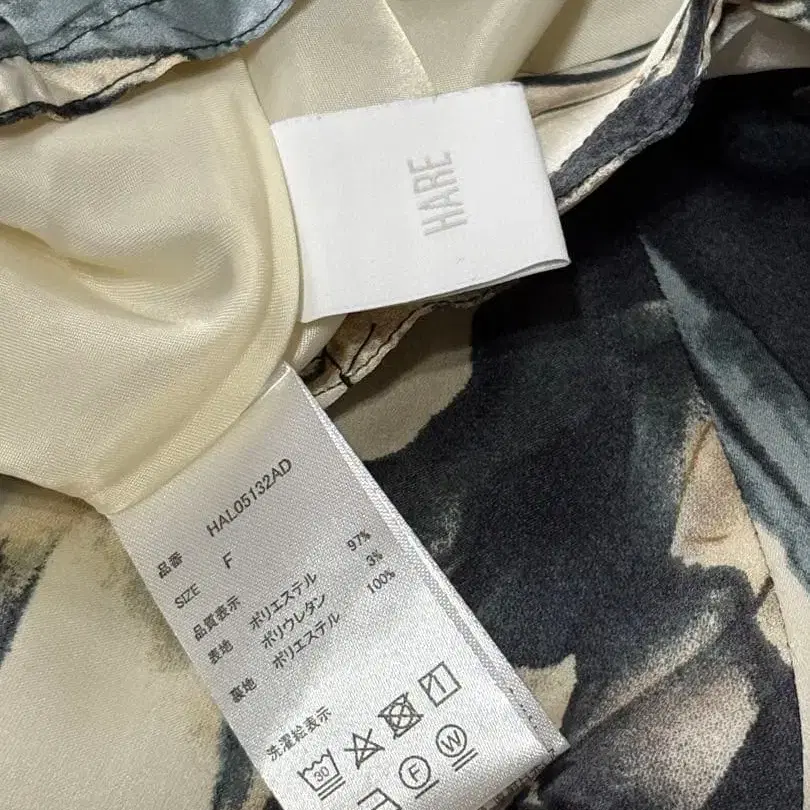 HARE
品番 HAL05132AD
SIZE F
品質表示
表地 ポリエステル 97%
ポリウレタン 3%
裏地 ポリエステル 100%
洗濯絵表示
30
F W